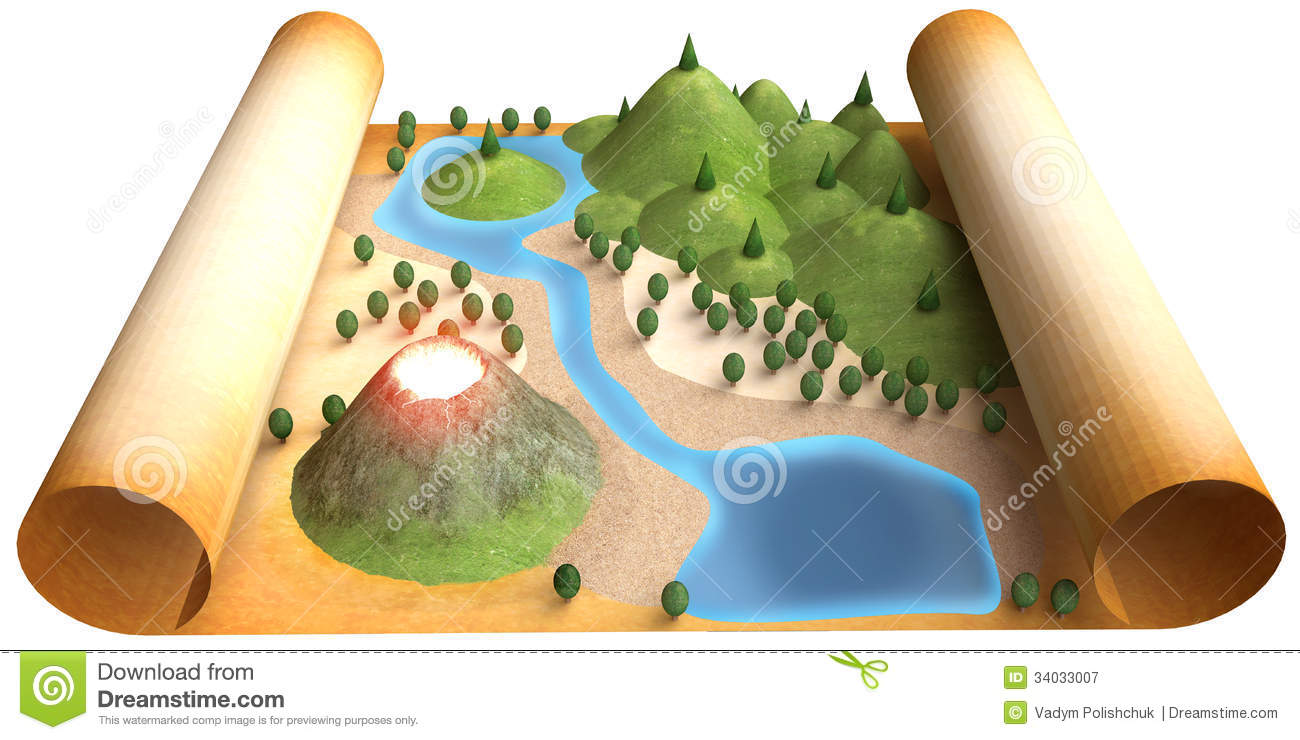 dreamstime
dreamstime
dreamstime
dreamstime
dreamstime
Download from
Dreamstime.com
This watermarked comp image is for previewing purposes only.
ID 34033007
© Vadym Polishchuk | Dreamstime.com